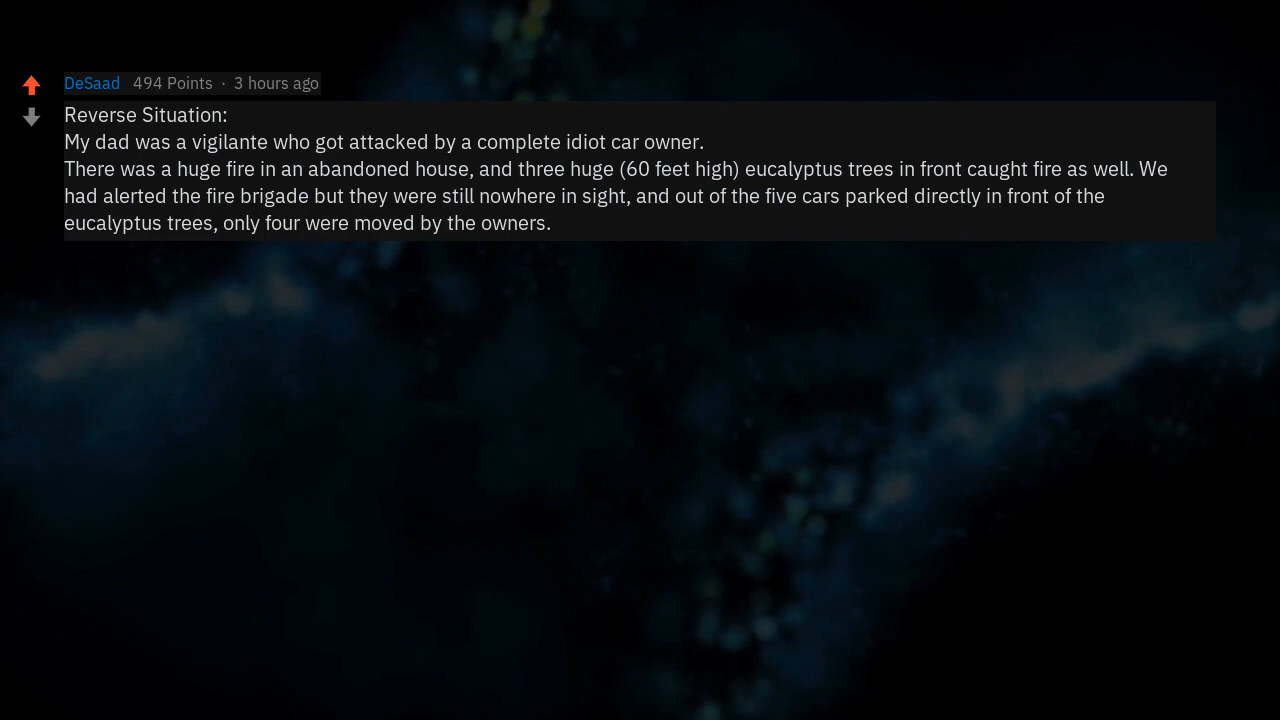 DeSaad 494 Points · 3 hours ago
Reverse Situation:
My dad was a vigilante who got attacked by a complete idiot car owner.
There was a huge fire in an abandoned house, and three huge (60 feet high) eucalyptus trees in front caught fire as well. We
had alerted the fire brigade but they were still nowhere in sight, and out of the five cars parked directly in front of the
eucalyptus trees, only four were moved by the owners.